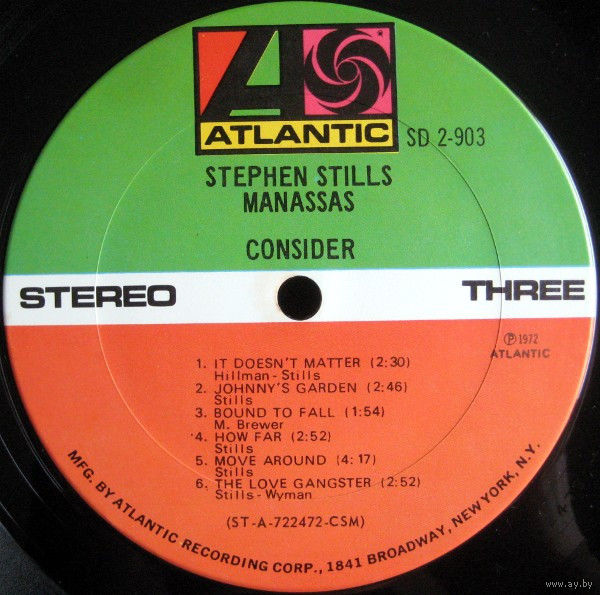 ATLANTIC
SD 2-903
STEPHEN STILLS
MANASSAS
CONSIDER
STEREO
THREE
Ⓟ 1972
ATLANTIC
1. IT DOESN'T MATTER (2:30)
Hillman - Stills
2. JOHNNY'S GARDEN (2:46)
Stills
3. BOUND TO FALL (1:54)
M. Brewer
4. HOW FAR (2:52)
Stills
5. MOVE AROUND (4:17)
Stills
6. THE LOVE GANGSTER (2:52)
Stills - Wyman
(ST-A-722472-CSM)
MFG. BY ATLANTIC RECORDING CORP., 1841 BROADWAY, NEW YORK, N.Y.
www.ay.by